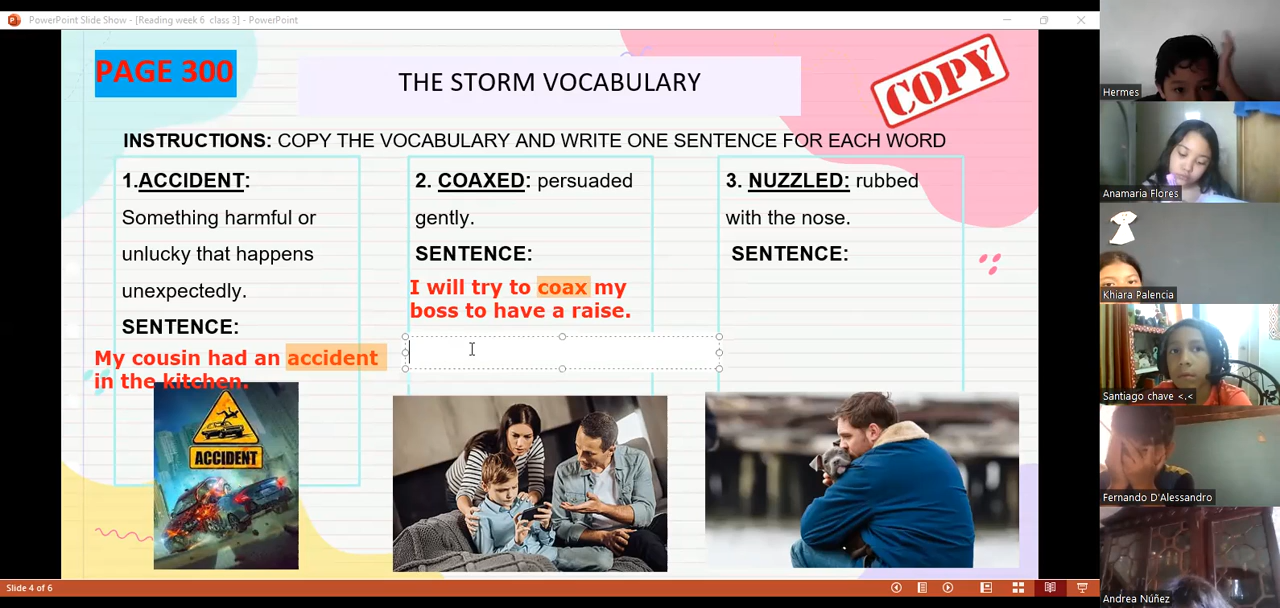 PowerPoint Slide Show - [Reading week 6  class 3] - PowerPoint
PAGE 300
THE STORM VOCABULARY
COPY
INSTRUCTIONS: COPY THE VOCABULARY AND WRITE ONE SENTENCE FOR EACH WORD
1.ACCIDENT:
Something harmful or
unlucky that happens
unexpectedly.
SENTENCE:
My cousin had an accident
in the kitchen.
ACCIDENT
2. COAXED: persuaded
gently.
SENTENCE:
I will try to coax my
boss to have a raise.
3. NUZZLED: rubbed
with the nose.
SENTENCE:
Slide 4 of 6
Hermes
Anamaria Flores
Khiara Palencia
Santiago chave <.<
Fernando D'Alessandro
Andrea Núñez